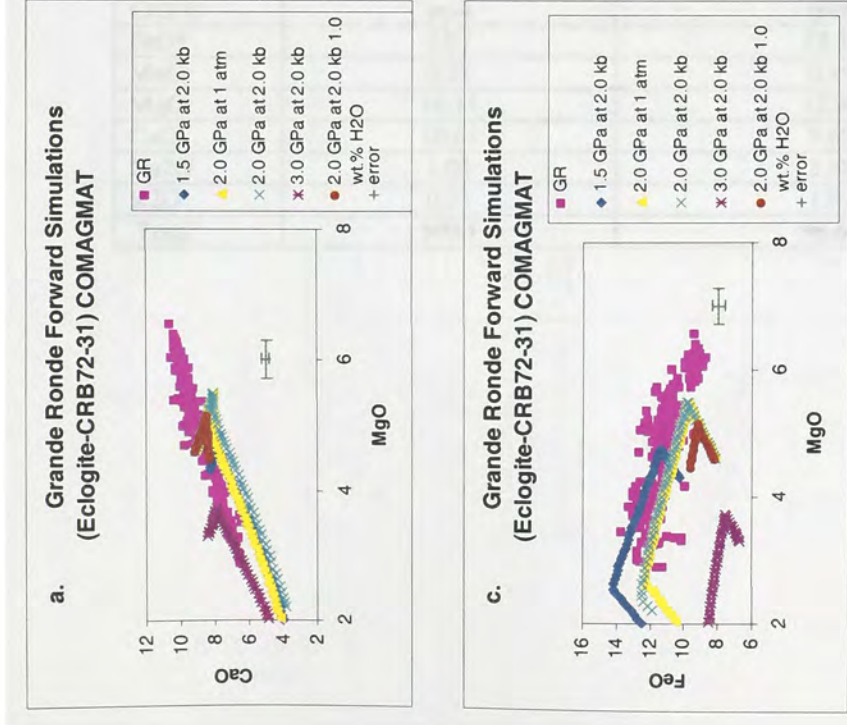 a. Grande Ronde Forward Simulations
(Eclogite-CRB72-31) COMAGMAT
12
10
8
6
4
2
CaO
2
4
6
8
MgO
GR
1.5 GPa at 2.0 kb
2.0 GPa at 1 atm
2.0 GPa at 2.0 kb
3.0 GPa at 2.0 kb
2.0 GPa at 2.0 kb 1.0
wt.% H2O
error
c. Grande Ronde Forward Simulations
(Eclogite-CRB72-31) COMAGMAT
16
14
12
10
8
6
FeO
2
4
6
8
MgO
GR
1.5 GPa at 2.0 kb
2.0 GPa at 1 atm
2.0 GPa at 2.0 kb
3.0 GPa at 2.0 kb
2.0 GPa at 2.0 kb 1.0
wt.% H2O
error